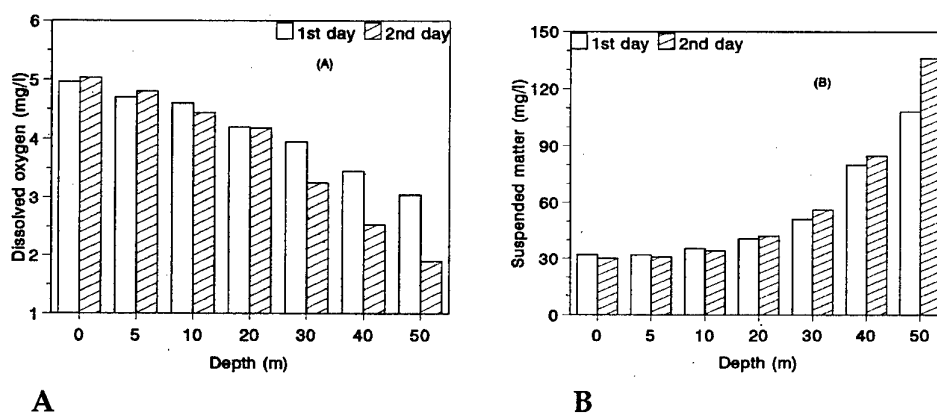 6
5
4
3
2
1
Dissolved oxygen (mg/l)
1st day 2nd day
(A)
0 5 10 20 30 40 50
Depth (m)
A
150
120
90
60
30
0
Suspended matter (mg/l)
1st day 2nd day
(B)
0 5 10 20 30 40 50
Depth (m)
B